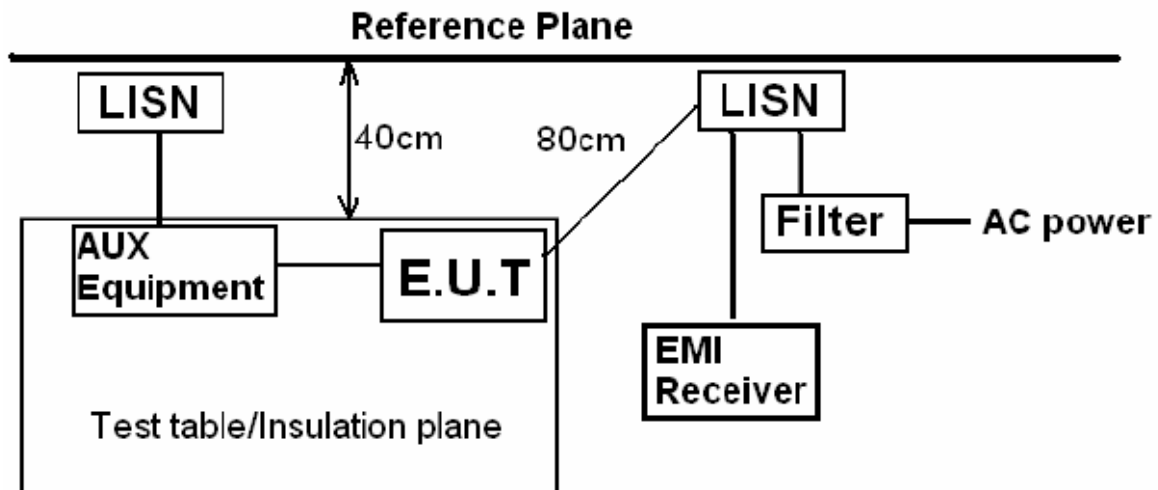 Reference Plane
LISN
40cm
80cm
LISN
Filter
AC power
AUX
Equipment
E.U.T
EMI
Receiver
Test table/Insulation plane